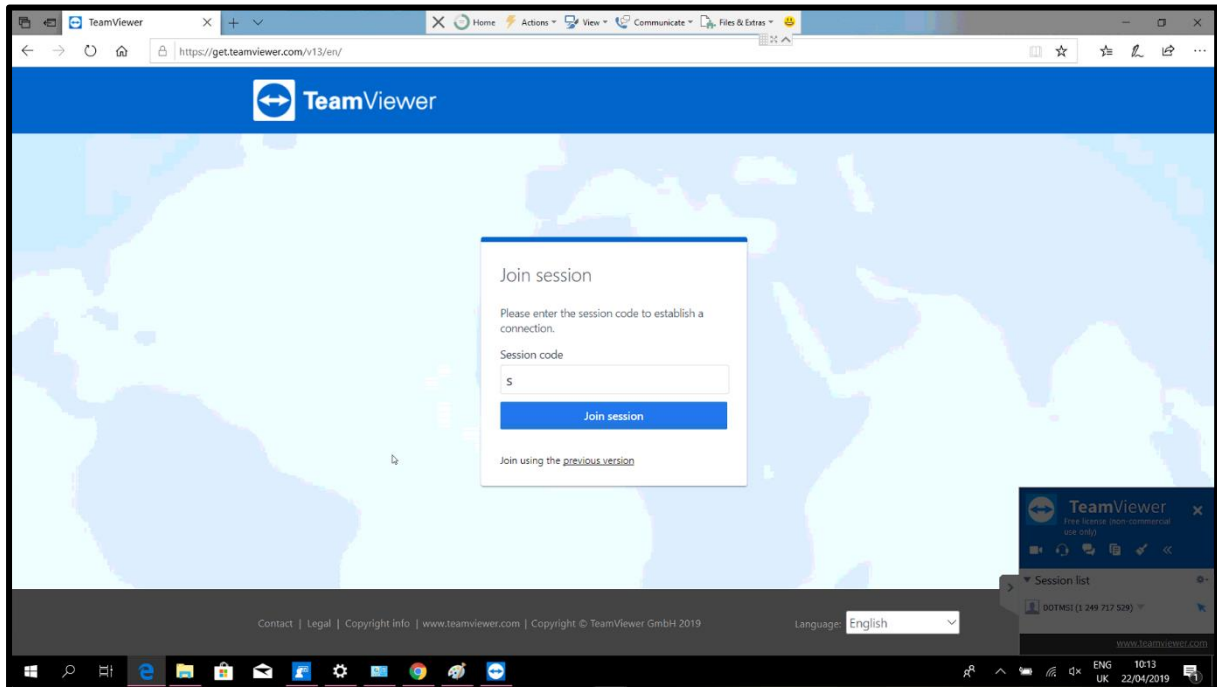 TeamViewer
Home Actions View Communicate Files & Extras
https://get.teamviewer.com/v13/en/
TeamViewer
Join session
Please enter the session code to establish a
connection.
Session code
s
Join session
Join using the previous version
TeamViewer
Free license (non-commercial
use only)
Session list
DOTMSI (1 249 717 529)
www.teamviewer.com
Contact | Legal | Copyright info | www.teamviewer.com | Copyright © TeamViewer GmbH 2019
Language: English
ENG
UK
10:13
22/04/2019
1